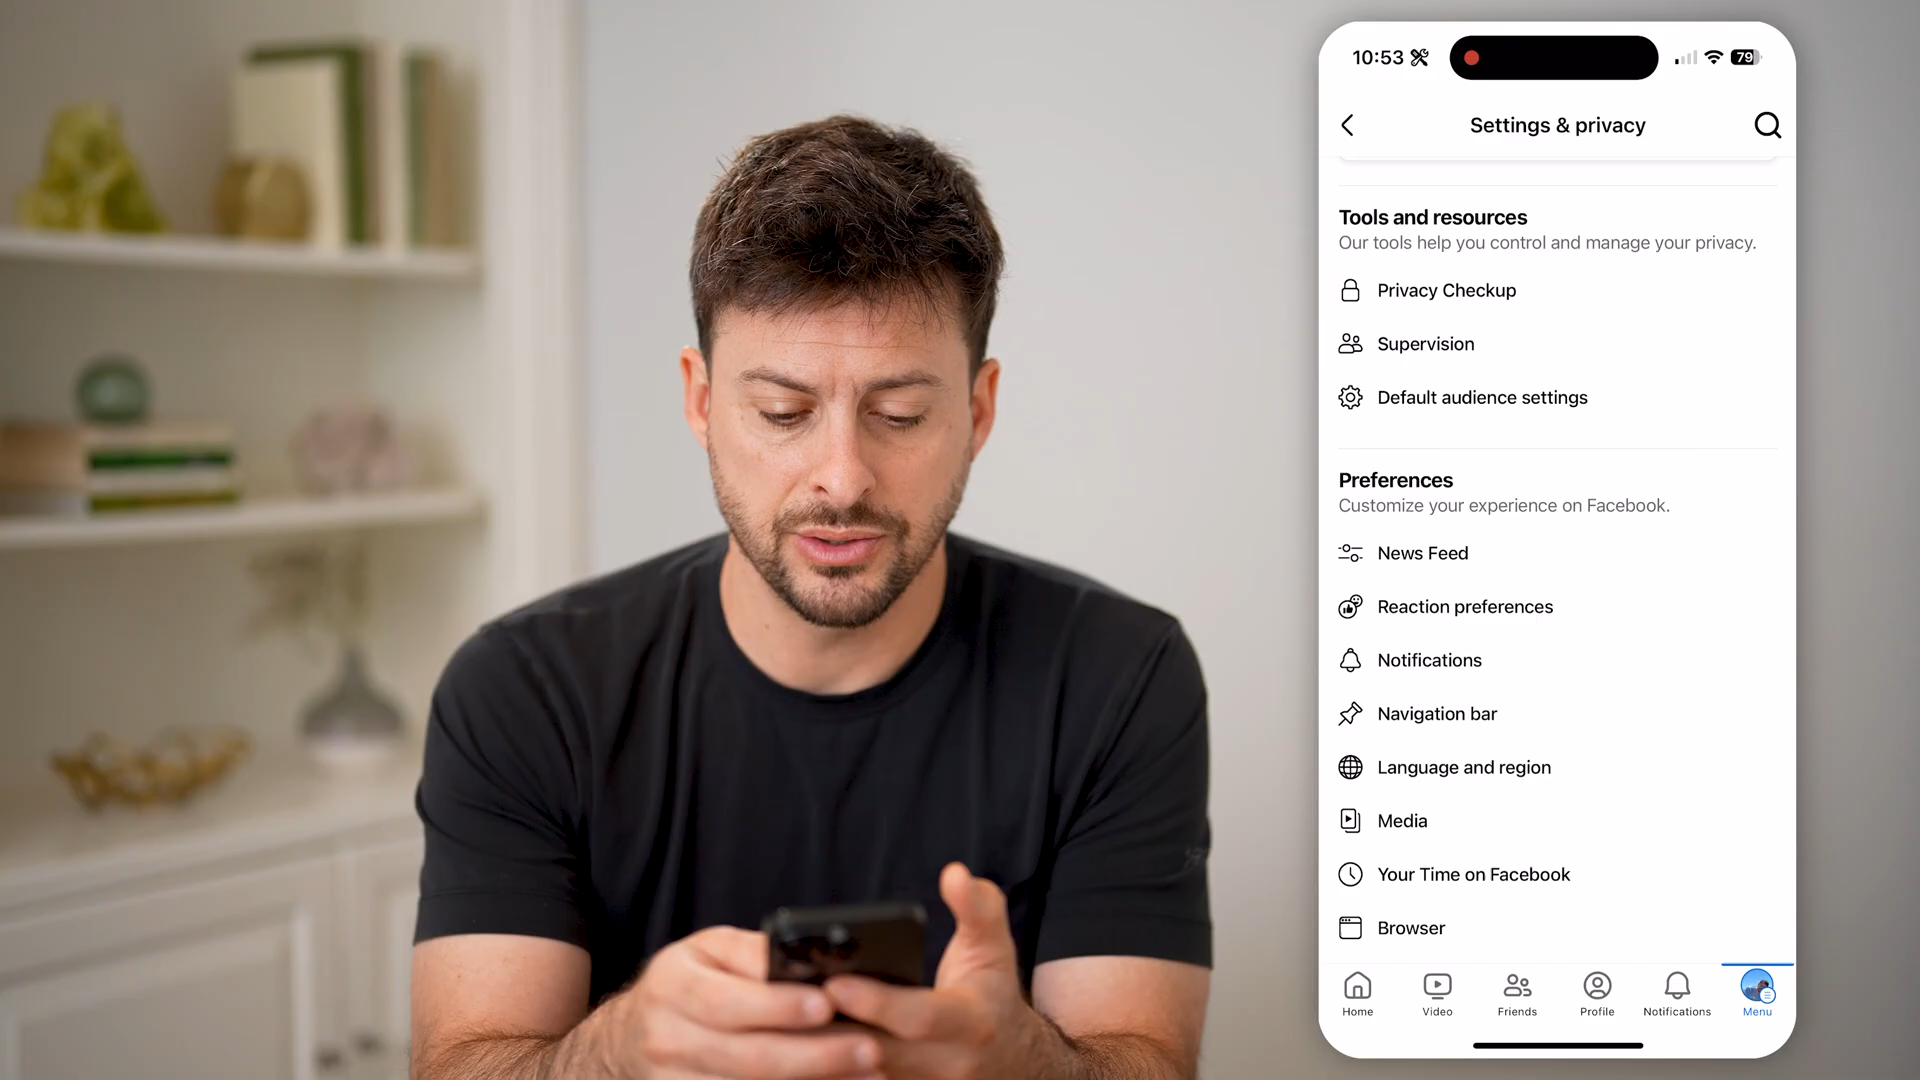 10:53
79
Settings & privacy
Tools and resources
Our tools help you control and manage your privacy.
Privacy Checkup
Supervision
Default audience settings
Preferences
Customize your experience on Facebook.
News Feed
Reaction preferences
Notifications
Navigation bar
Language and region
Media
Your Time on Facebook
Browser
Home
Video
Friends
Profile
Notifications
Menu